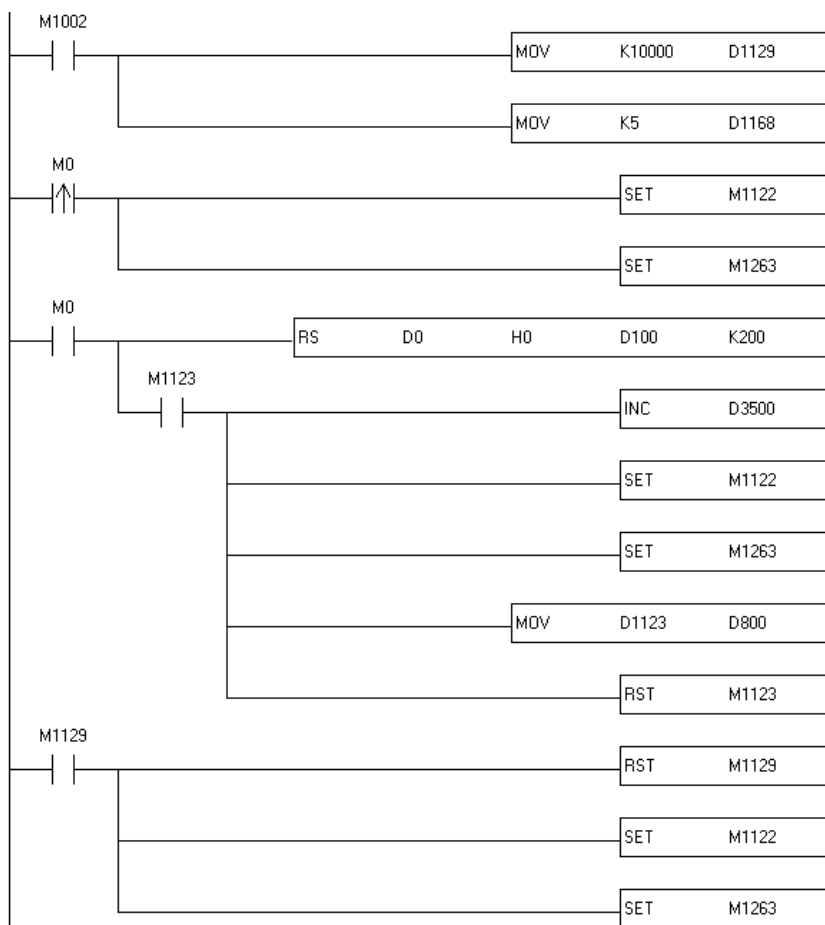 M1002
MOV K10000 D1129
MOV K5 D1168
M0
SET M1122
SET M1263
M0
RS D0 H0 D100 K200
M1123
INC D3500
SET M1122
SET M1263
MOV D1123 D800
RST M1123
M1129
RST M1129
SET M1122
SET M1263